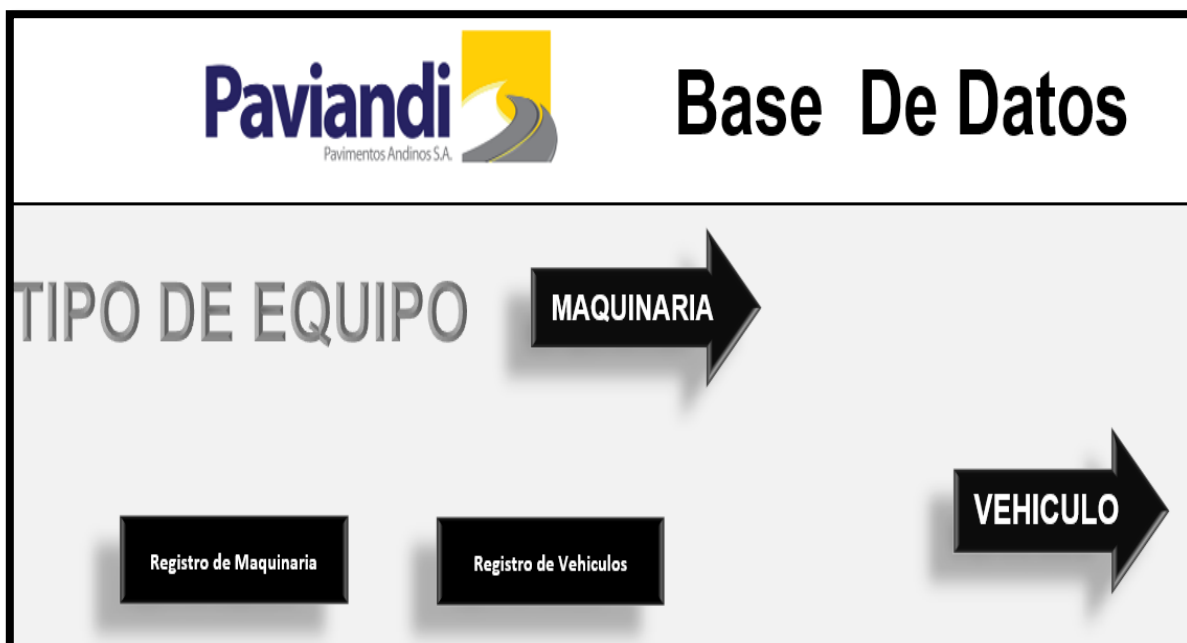 Paviandi
Pavimentos Andinos S.A.
Base De Datos
TIPO DE EQUIPO
MAQUINARIA
VEHICULO
Registro de Maquinaria
Registro de Vehiculos